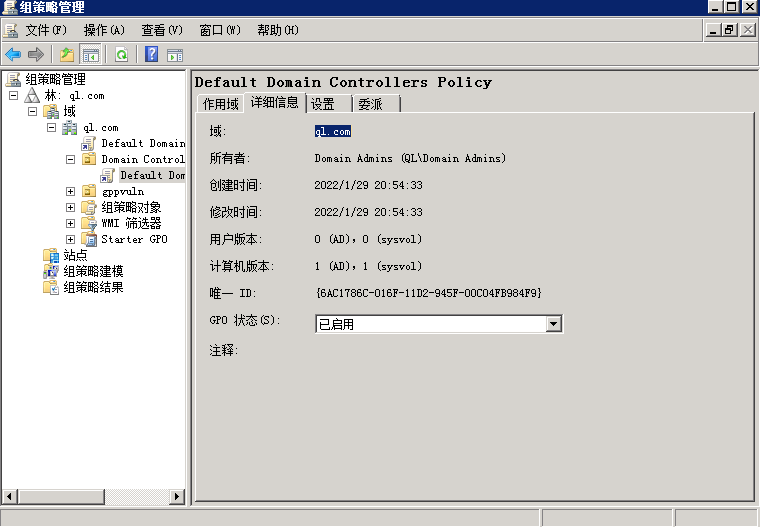 组策略管理
文件(F) 操作(A) 查看(V) 窗口(W) 帮助(H)
组策略管理
林: ql.com
域
ql.com
Default Domain
Domain Control
Default Dom
gppvuln
组策略对象
WMI 筛选器
Starter GPO
站点
组策略建模
组策略结果
Default Domain Controllers Policy
作用域 详细信息 设置 委派
域: ql.com
所有者: Domain Admins (QL\Domain Admins)
创建时间: 2022/1/29 20:54:33
修改时间: 2022/1/29 20:54:33
用户版本: 0 (AD), 0 (sysvol)
计算机版本: 1 (AD), 1 (sysvol)
唯一 ID: {6AC1786C-016F-11D2-945F-00C04FB984F9}
GPO 状态(S): 已启用
注释: